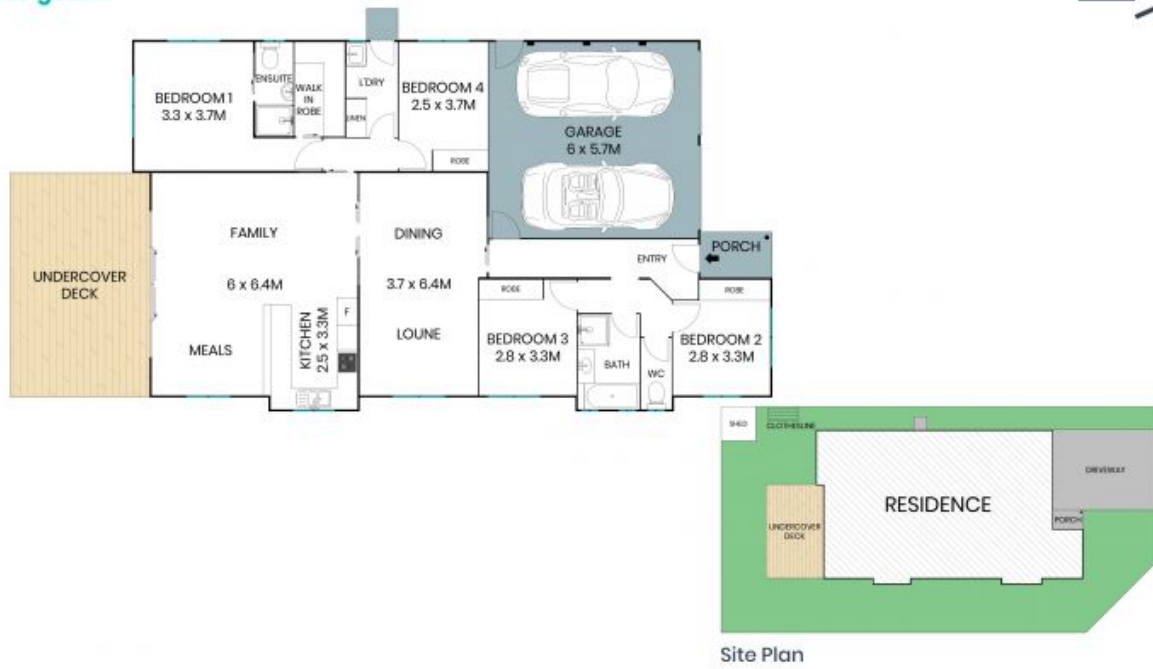 BEDROOM 1
3.3 x 3.7M
ENSUITE
WALK
IN
ROBE
L'DRY
LINEN
BEDROOM 4
2.5 x 3.7M
ROBE
GARAGE
6 x 5.7M
PORCH
ENTRY
UNDERCOVER
DECK
FAMILY
6 x 6.4M
MEALS
KITCHEN
2.5 x 3.3M
F
DINING
3.7 x 6.4M
LOUNE
ROBE
BEDROOM 3
2.8 x 3.3M
BATH
WC
ROBE
BEDROOM 2
2.8 x 3.3M
SHED
CLOTHESLINE
RESIDENCE
DRIVEWAY
PORCH
UNDERCOVER
DECK
Site Plan